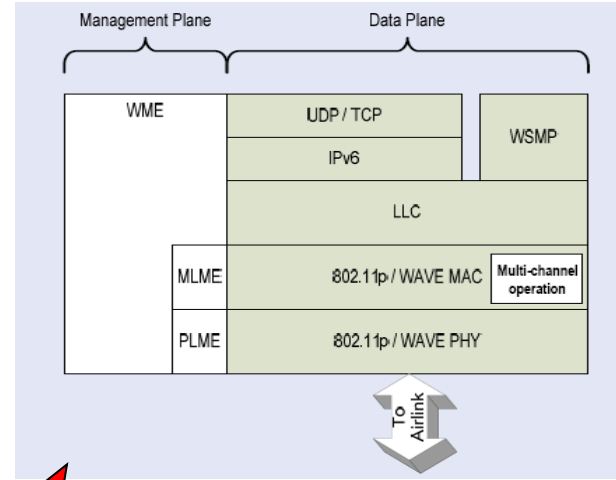 Management Plane
Data Plane
WME
UDP / TCP
WSMP
IPv6
LLC
MLME
802.11p / WAVE MAC
Multi-channel
operation
PLME
802.11p / WAVE PHY
To
Airlink